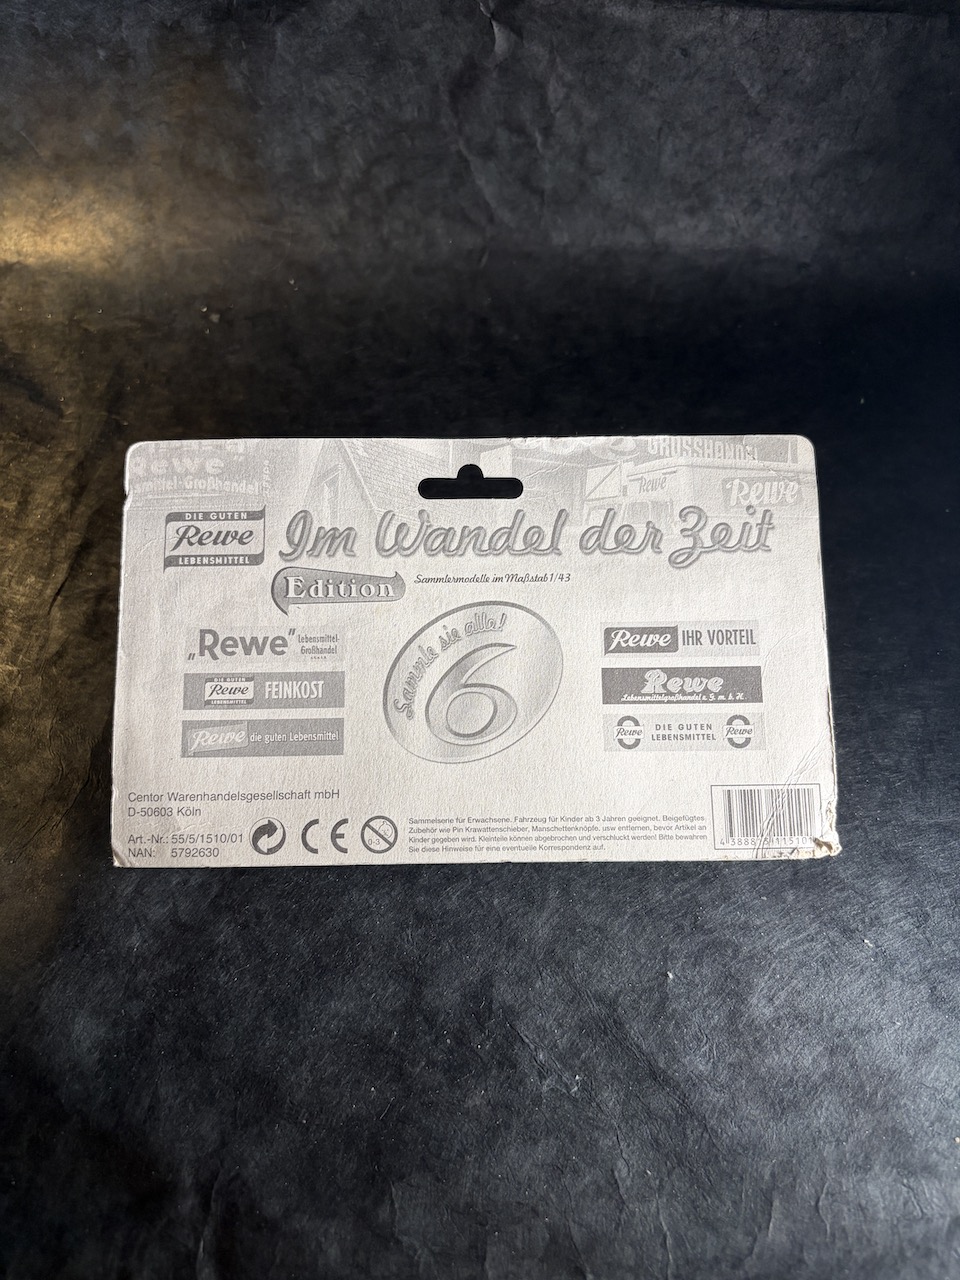 GROSSHANDEL
Rewe
Rewe
Rewe
DIE GUTEN
Rewe
LEBENSMITTEL
Im Wandel der Zeit
Edition
Sammlermodelle im Maßstab 1/43
Sammle sie alle!
6
„Rewe"
Lebensmittel-
Großhandel
DIE GUTEN
Rewe
LEBENSMITTEL
FEINKOST
Rewe die guten Lebensmittel
Rewe IHR VORTEIL
Rewe
Lebensmittelgroßhandel e. G. m. b. H.
Rewe
DIE GUTEN
LEBENSMITTEL
Rewe
Centor Warenhandelsgesellschaft mbH
D-50603 Köln
Art.-Nr.: 55/5/1510/01
NAN: 5792630
CE
0-3
Sammelserie für Erwachsene. Fahrzeug für Kinder ab 3 Jahren geeignet. Beigefügtes
Zubehör wie Pin Krawattenschieber, Manschettenknöpfe, usw entfernen, bevor Artikel an
Kinder gegeben wird. Kleinteile können abgebrochen und verschluckt werden! Bitte bewahren
Sie diese Hinweise für eine eventuelle Korrespondenz auf.